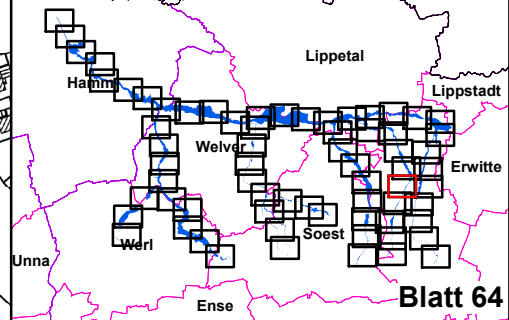 Lippetal
Hamm
Lippstadt
Welver
Erwitte
Soest
Werl
Unna
Blatt 64
Ense